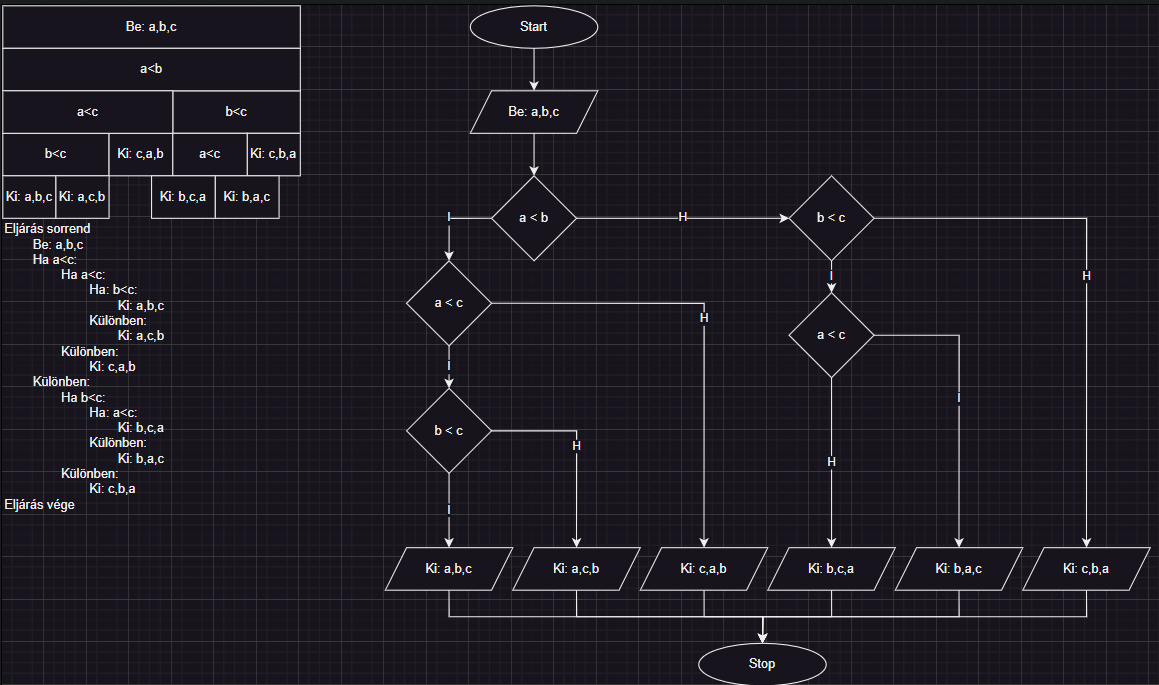 Be: a,b,c
a<b
a<c
b<c
b<c
Ki: c,a,b
a<c
Ki: c,b,a
Ki: a,b,c
Ki: a,c,b
Ki: b,c,a
Ki: b,a,c
Eljárás sorrend
Be: a,b,c
Ha a<c:
Ha a<c:
Ha: b<c:
Ki: a,b,c
Különben:
Ki: a,c,b
Különben:
Ki: c,a,b
Különben:
Ha b<c:
Ha: a<c:
Ki: b,c,a
Különben:
Ki: b,a,c
Különben:
Ki: c,b,a
Eljárás vége
Start
Be: a,b,c
a < b
I
H
b < c
I
H
a < c
I
H
a < c
I
H
b < c
I
H
Ki: a,b,c
Ki: a,c,b
Ki: c,a,b
Ki: b,c,a
Ki: b,a,c
Ki: c,b,a
Stop